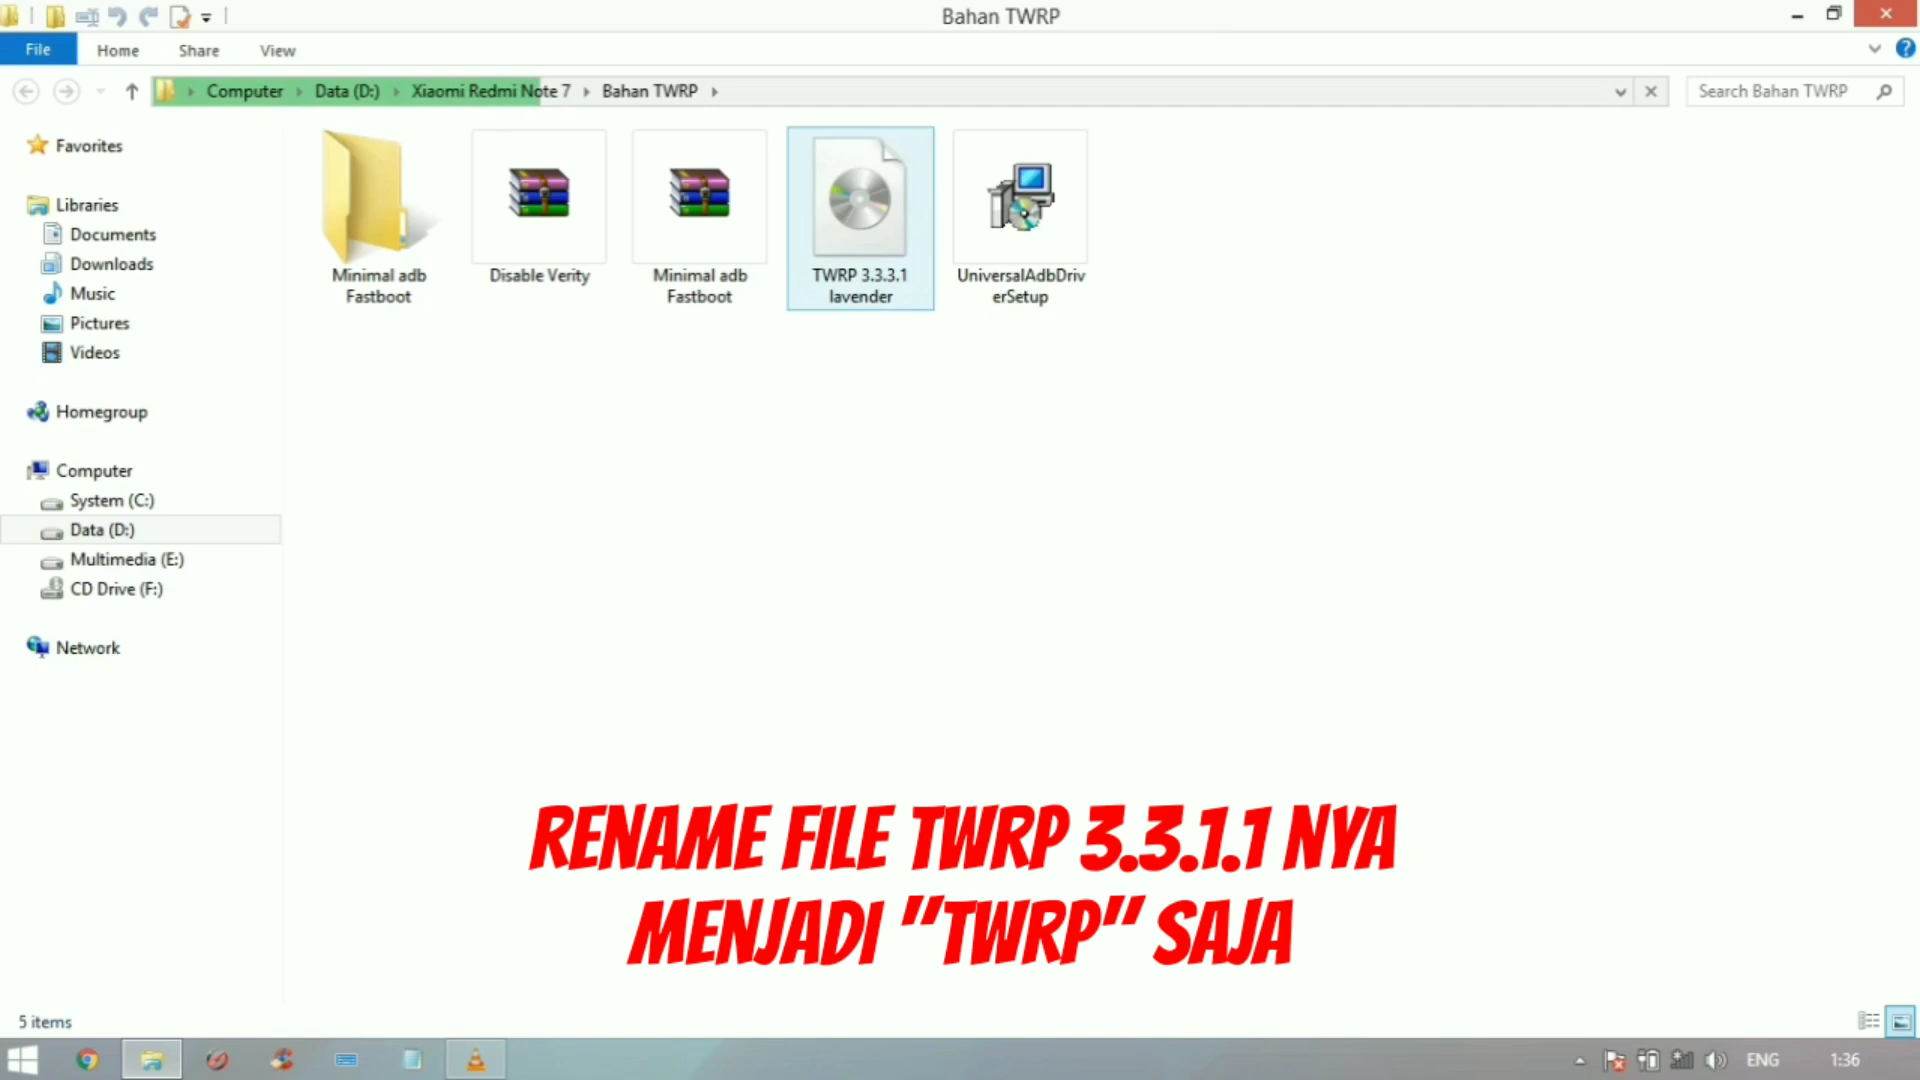 Bahan TWRP
File
Home
Share
View
Computer
Data (D:)
Xiaomi Redmi Note 7
Bahan TWRP
Search Bahan TWRP
Favorites
Libraries
Documents
Downloads
Music
Pictures
Videos
Homegroup
Computer
System (C:)
Data (D:)
Multimedia (E:)
CD Drive (F:)
Network
Minimal adb
Fastboot
Disable Verity
Minimal adb
Fastboot
TWRP 3.3.3.1
lavender
UniversalAdbDriv
erSetup
RENAME FILE TWRP 3.3.1.1 NYA
MENJADI "TWRP" SAJA
5 items
ENG
1:36